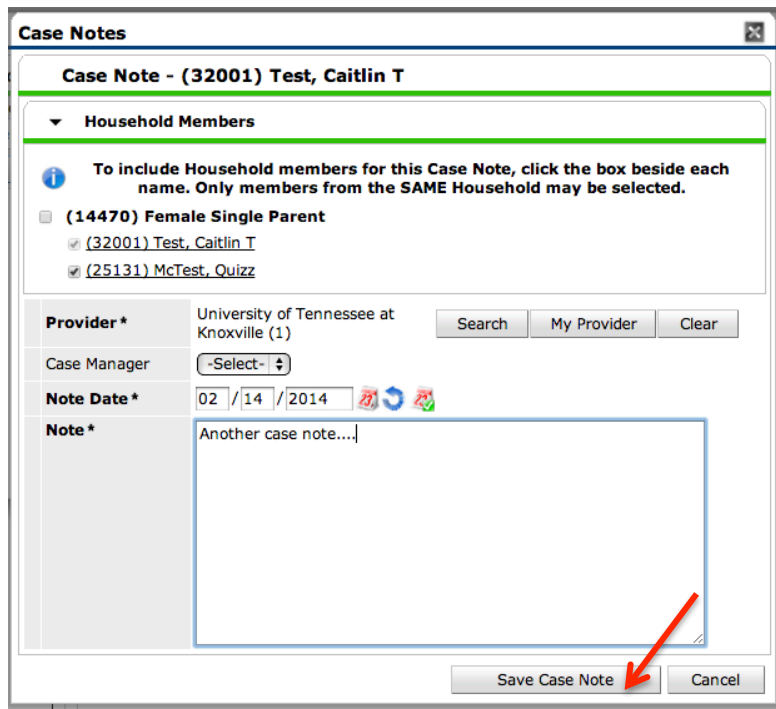 Case Notes
Case Note - (32001) Test, Caitlin T
Household Members
To include Household members for this Case Note, click the box beside each
name. Only members from the SAME Household may be selected.
(14470) Female Single Parent
(32001) Test, Caitlin T
(25131) McTest, Quizz
Provider* University of Tennessee at
Knoxville (1) Search My Provider Clear
Case Manager -Select-
Note Date* 02 / 14 / 2014
Note* Another case note....
Save Case Note Cancel